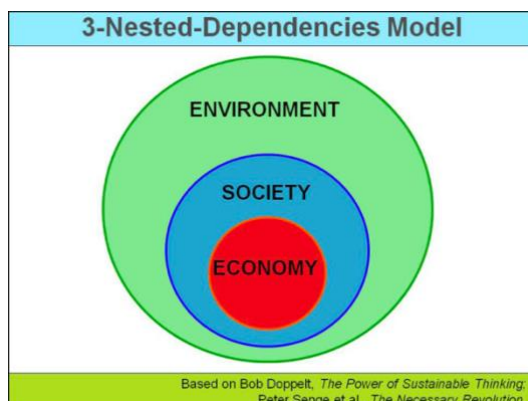 3-Nested-Dependencies Model
ENVIRONMENT
SOCIETY
ECONOMY
Based on Bob Doppelt, The Power of Sustainable Thinking;
Peter Senge et al., The Necessary Revolution